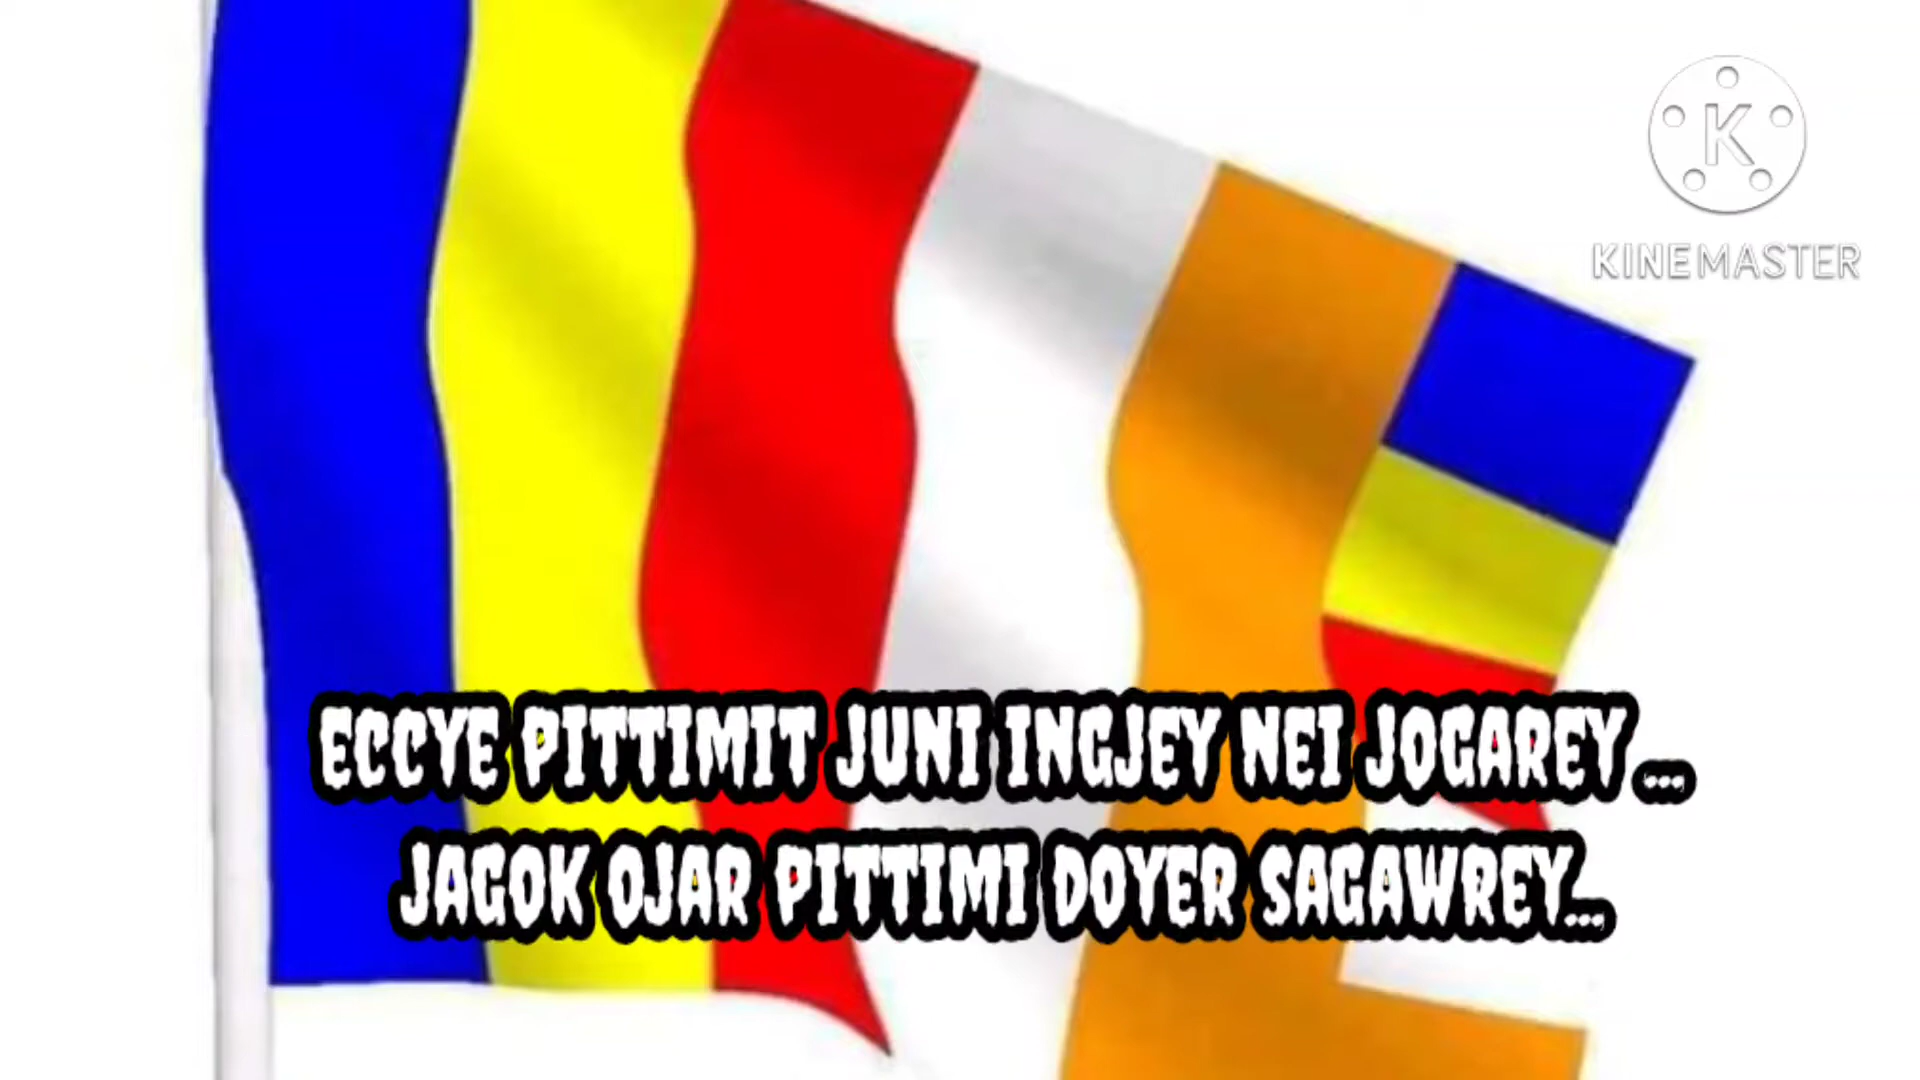 K
KINEMASTER
ECCYE PITTIMIT JUNI INGJEY NEI JOGAREY...
JAGOK OJAR PITTIMI DOYER SAGAWREY...